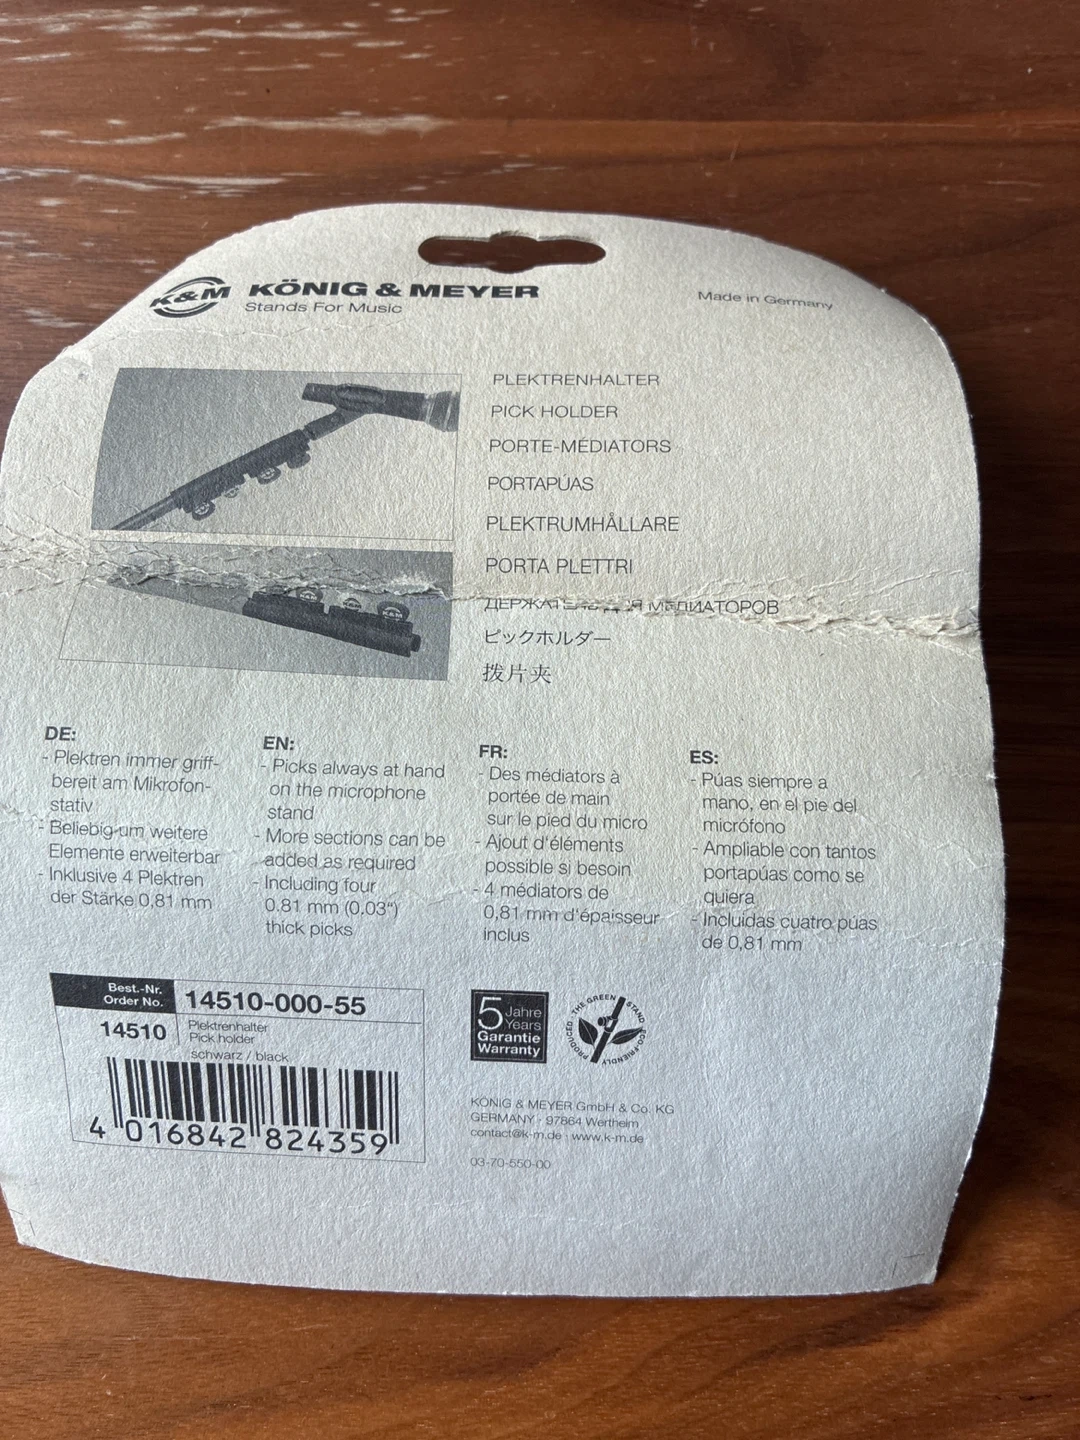 K&M KÖNIG & MEYER
Stands For Music
Made in Germany
PLEKTRENHALTER
PICK HOLDER
PORTE-MÉDIATORS
PORTAPÚAS
PLEKTRUMHÅLLARE
PORTA PLETTRI
МЕДИАТОРОВ
ピックホルダー
拨片夹
DE:
- Plektren immer griff-
bereit am Mikrofon-
stativ
- Beliebig um weitere
Elemente erweiterbar
- Inklusive 4 Plektren
der Stärke 0,81 mm
EN:
- Picks always at hand
on the microphone
stand
- More sections can be
added as required
- Including four
0.81 mm (0.03“)
thick picks
FR:
- Des médiators à
portée de main
sur le pied du micro
- Ajout d'éléments
possible si besoin
- 4 médiators de
0,81 mm d'épaisseur
inclus
ES:
- Púas siempre a
mano, en el pie del
micrófono
- Ampliable con tantos
portapúas como se
quiera
- Incluidas cuatro púas
de 0,81 mm
Best.-Nr.
Order No.
14510-000-55
14510
Plektrenhalter
Pick holder
schwarz / black
4 016842 824359
5 Jahre
Years
Garantie
Warranty
THE GREEN STAND
ECO-FRIENDLY PRODUCED
KÖNIG & MEYER GmbH & Co. KG
GERMANY · 97864 Wertheim
contact@k-m.de · www.k-m.de
03-70-550-00